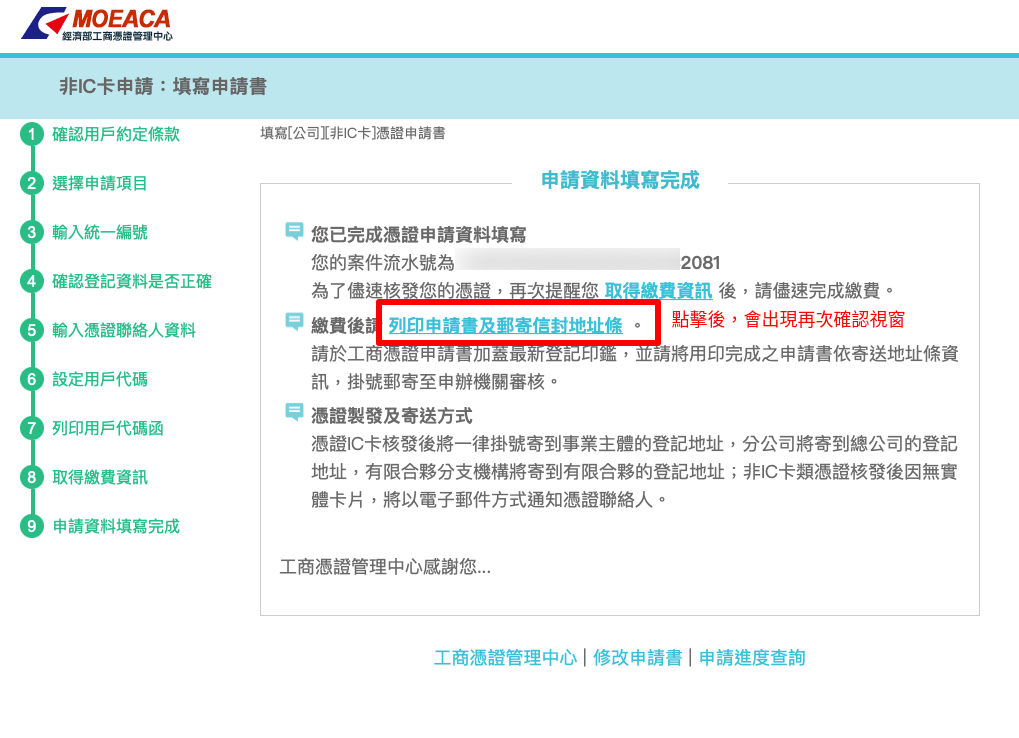 MOEACA
經濟部工商憑證管理中心
非IC卡申請：填寫申請書
1 確認用戶約定條款
2 選擇申請項目
3 輸入統一編號
4 確認登記資料是否正確
5 輸入憑證聯絡人資料
6 設定用戶代碼
7 列印用戶代碼函
8 取得繳費資訊
9 申請資料填寫完成
填寫[公司][非IC卡]憑證申請書
申請資料填寫完成
您已完成憑證申請資料填寫
您的案件流水號為 2081
為了儘速核發您的憑證，再次提醒您 取得繳費資訊 後，請儘速完成繳費。
繳費後請 列印申請書及郵寄信封地址條 。 點擊後，會出現再次確認視窗
請於工商憑證申請書加蓋最新登記印鑑，並請將用印完成之申請書依寄送地址條資
訊，掛號郵寄至申辦機關審核。
憑證製發及寄送方式
憑證IC卡核發後將一律掛號寄到事業主體的登記地址，分公司將寄到總公司的登記
地址，有限合夥分支機構將寄到有限合夥的登記地址；非IC卡類憑證核發後因無實
體卡片，將以電子郵件方式通知憑證聯絡人。
工商憑證管理中心感謝您...
工商憑證管理中心 | 修改申請書 | 申請進度查詢